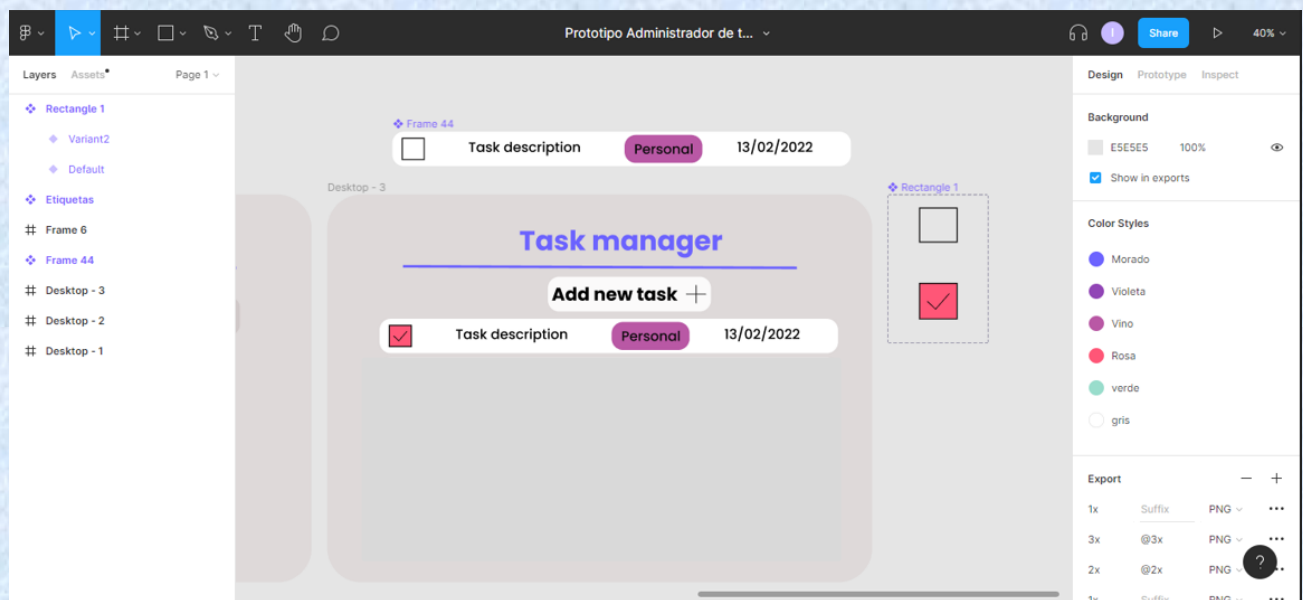 Prototipo Administrador de t...
I
Share
40%
Layers Assets Page 1
Rectangle 1
Variant2
Default
Etiquetas
Frame 6
Frame 44
Desktop - 3
Desktop - 2
Desktop - 1
Frame 44
Task description Personal 13/02/2022
Desktop - 3
Task manager
Add new task
Task description Personal 13/02/2022
Rectangle 1
Design Prototype Inspect
Background
E5E5E5 100%
Show in exports
Color Styles
Morado
Violeta
Vino
Rosa
verde
gris
Export
1x Suffix PNG
3x @3x PNG
2x @2x PNG
?
1x Suffix PNG